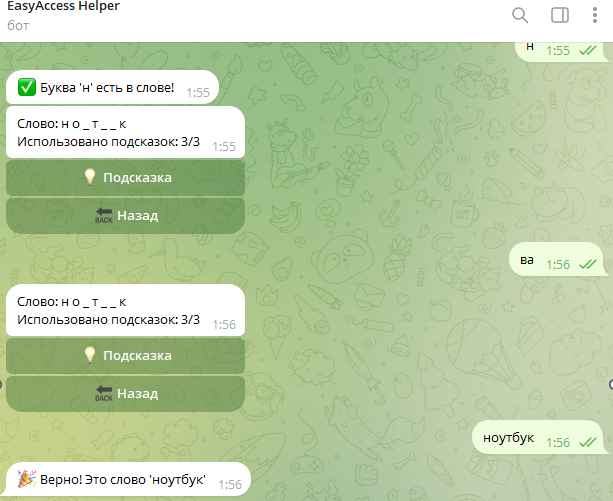 EasyAccess Helper
бот
н 1:55
Буква 'н' есть в слове! 1:55
Слово: н о _ т _ _ к
Использовано подсказок: 3/3 1:55
Подсказка
BACK Назад
ва 1:56
Слово: н о _ т _ _ к
Использовано подсказок: 3/3 1:56
Подсказка
BACK Назад
ноутбук 1:56
Верно! Это слово 'ноутбук' 1:56